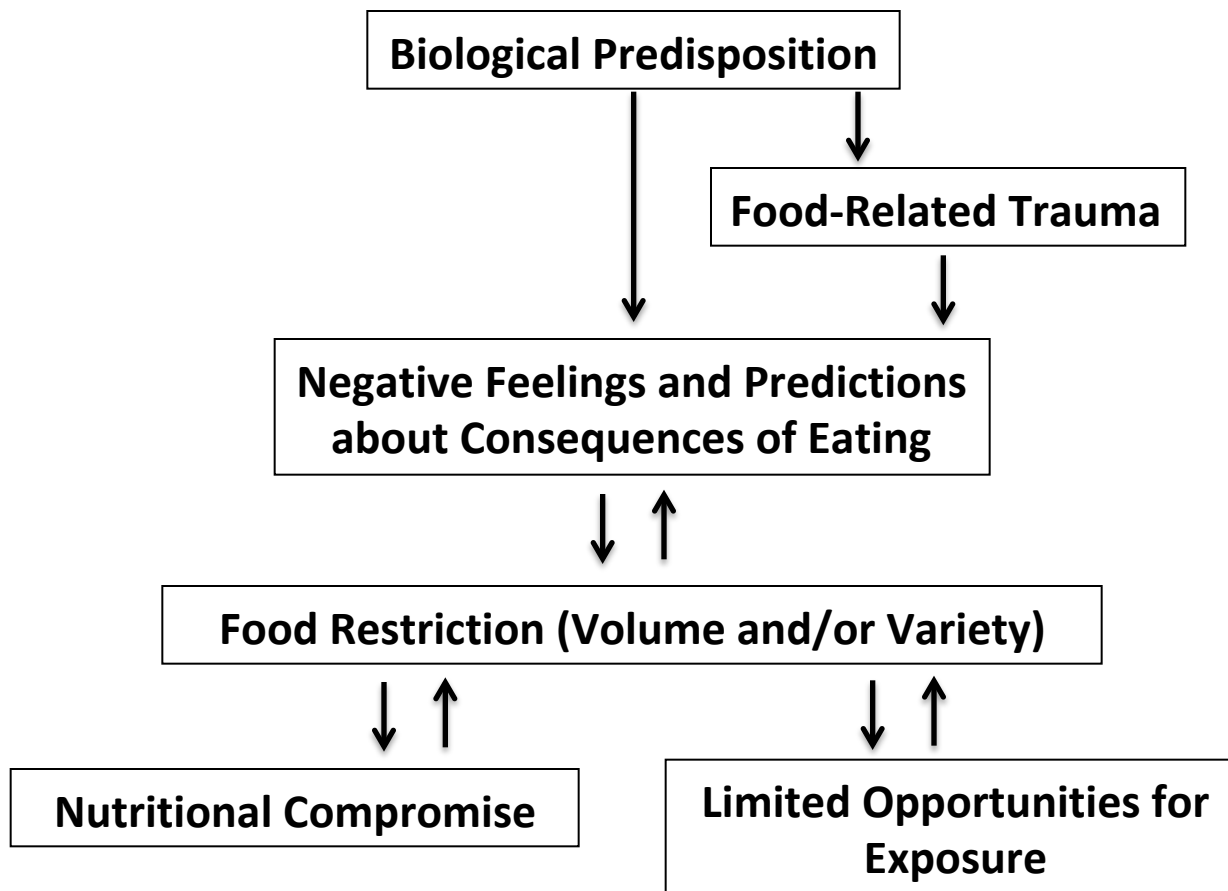 Biological Predisposition
Food-Related Trauma
Negative Feelings and Predictions
about Consequences of Eating
Food Restriction (Volume and/or Variety)
Nutritional Compromise
Limited Opportunities for
Exposure